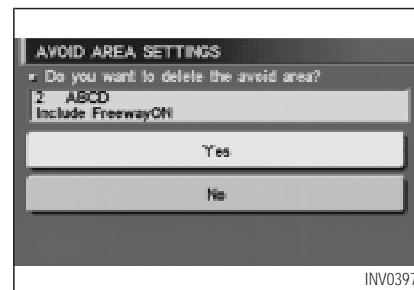 AVOID AREA SETTINGS
Do you want to delete the avoid area?
2 ABCD
Include FreewayON
Yes
No
INV0397